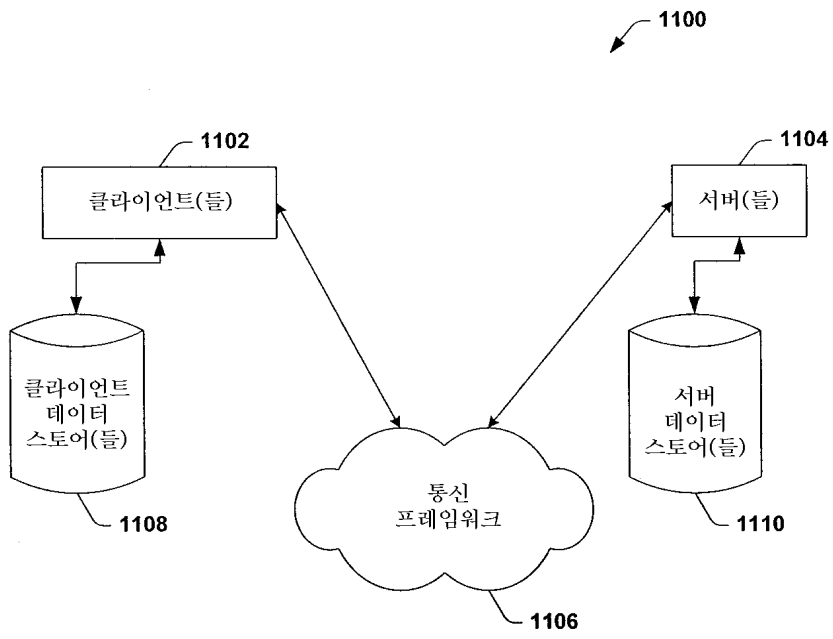 1100
1102
클라이언트(들)
1104
서버(들)
클라이언트
데이터
스토어(들)
1108
서버
데이터
스토어(들)
1110
통신
프레임워크
1106